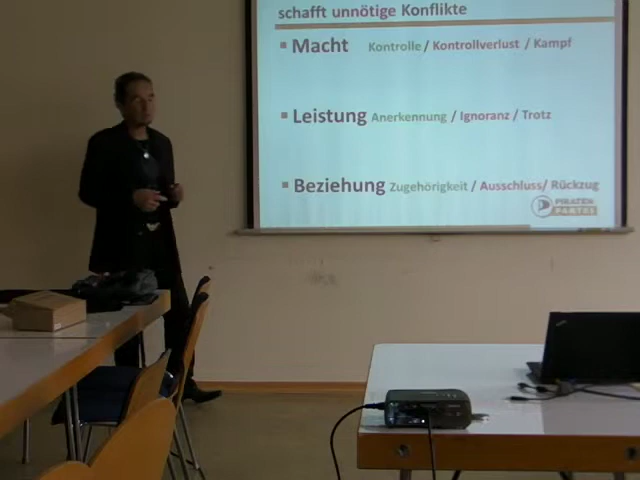 schafft unnötige Konflikte
▪ Macht Kontrolle / Kontrollverlust / Kampf
▪ Leistung Anerkennung / Ignoranz / Trotz
▪ Beziehung Zugehörigkeit / Ausschluss/ Rückzug
PIRATEN
PARTEI